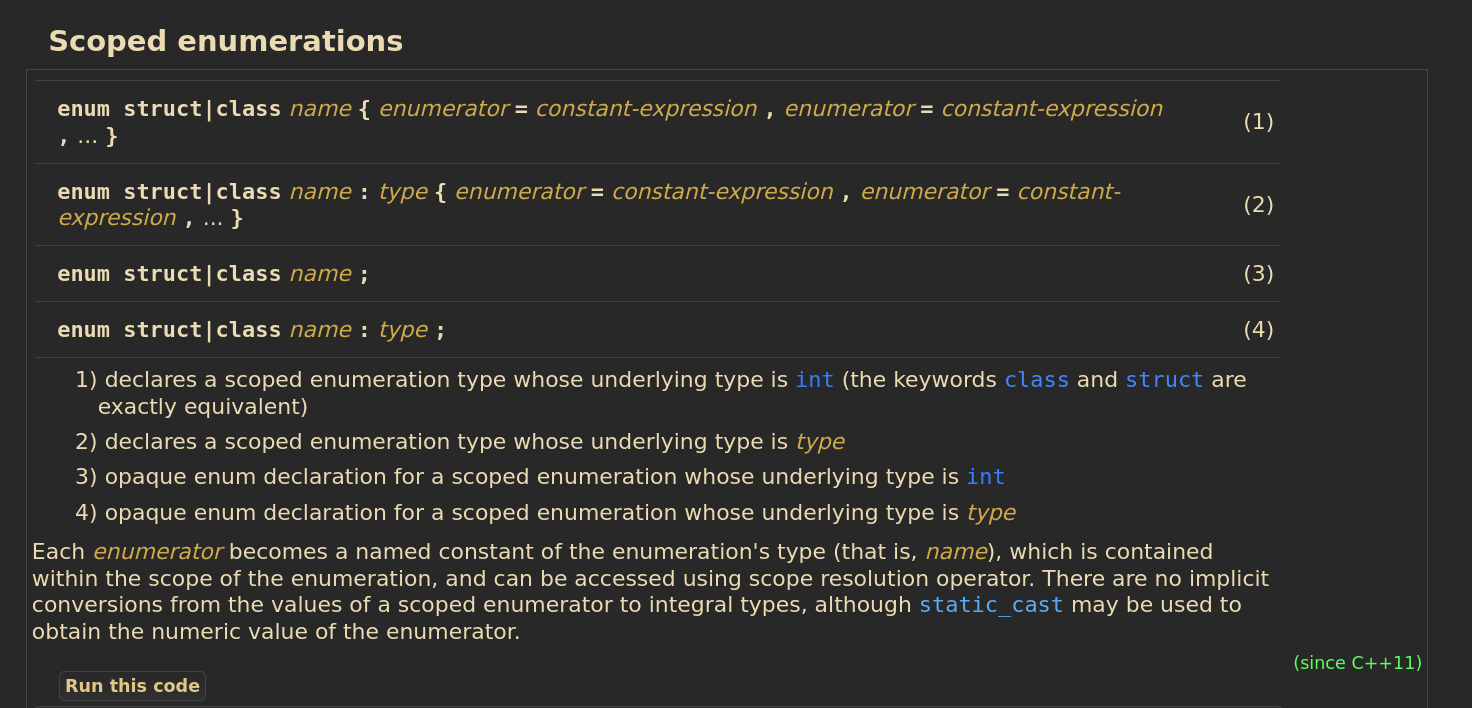 Scoped enumerations
enum struct|class name { enumerator = constant-expression , enumerator = constant-expression
, ... }
(1)
enum struct|class name : type { enumerator = constant-expression , enumerator = constant-
expression , ... }
(2)
enum struct|class name ;
(3)
enum struct|class name : type ;
(4)
1) declares a scoped enumeration type whose underlying type is int (the keywords class and struct are
exactly equivalent)
2) declares a scoped enumeration type whose underlying type is type
3) opaque enum declaration for a scoped enumeration whose underlying type is int
4) opaque enum declaration for a scoped enumeration whose underlying type is type
Each enumerator becomes a named constant of the enumeration's type (that is, name), which is contained
within the scope of the enumeration, and can be accessed using scope resolution operator. There are no implicit
conversions from the values of a scoped enumerator to integral types, although static_cast may be used to
obtain the numeric value of the enumerator.
(since C++11)
Run this code